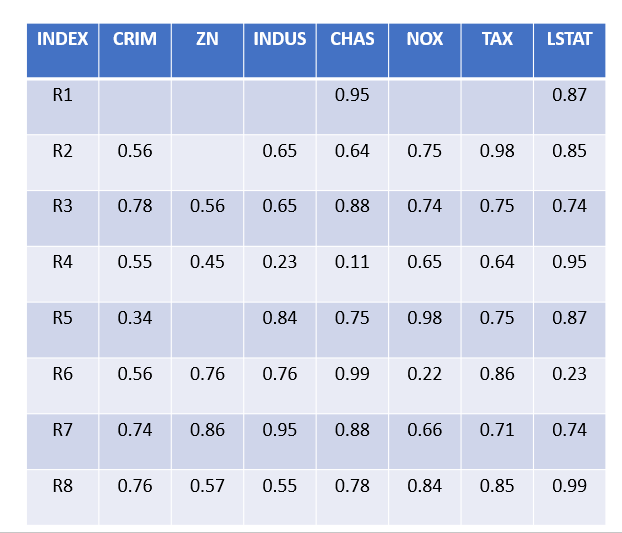 INDEX CRIM ZN INDUS CHAS NOX TAX LSTAT
R1 0.95 0.87
R2 0.56 0.65 0.64 0.75 0.98 0.85
R3 0.78 0.56 0.65 0.88 0.74 0.75 0.74
R4 0.55 0.45 0.23 0.11 0.65 0.64 0.95
R5 0.34 0.84 0.75 0.98 0.75 0.87
R6 0.56 0.76 0.76 0.99 0.22 0.86 0.23
R7 0.74 0.86 0.95 0.88 0.66 0.71 0.74
R8 0.76 0.57 0.55 0.78 0.84 0.85 0.99